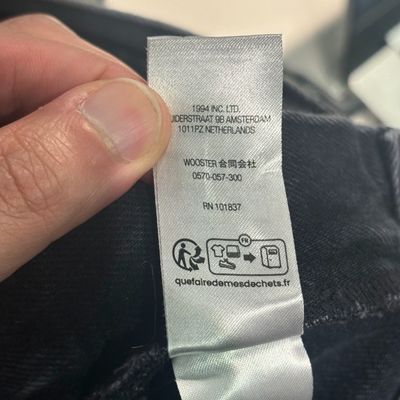 1994 INC. LTD.
UIDERSTRAAT 9B AMSTERDAM
1011PZ NETHERLANDS
WOOSTER 合同会社
0570-057-300
RN 101837
FR
quefairedemesdechets.fr